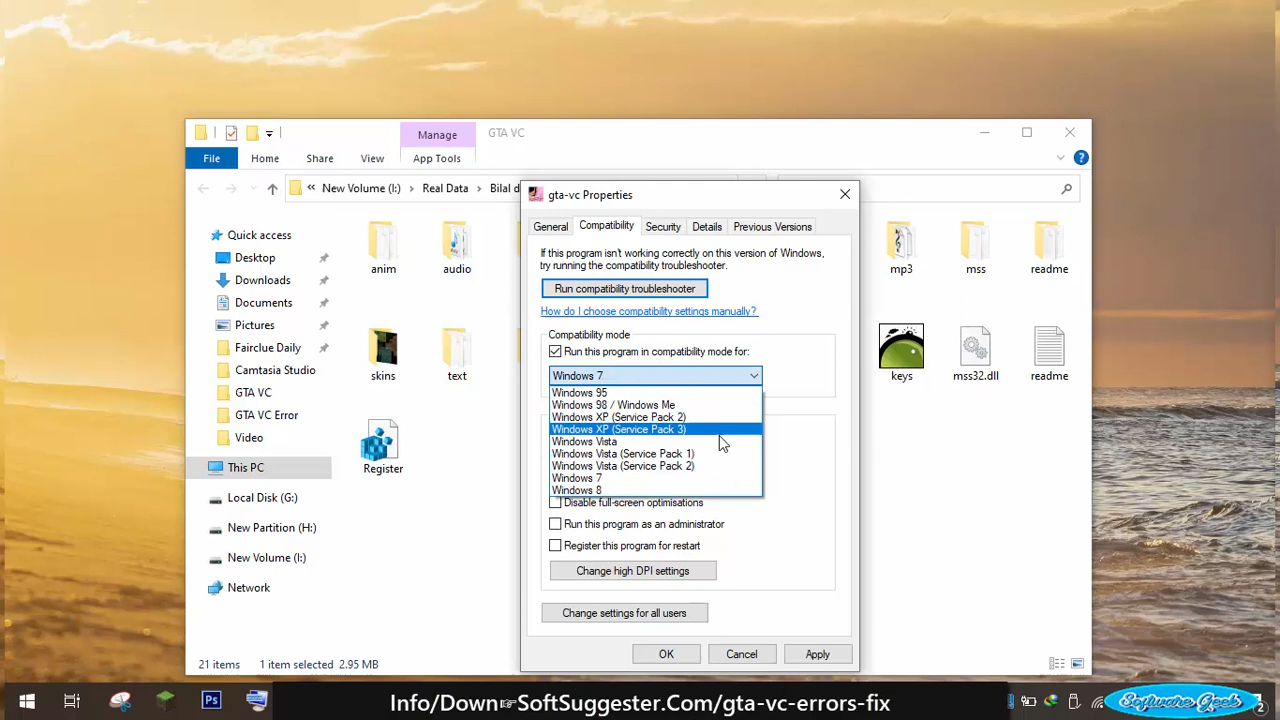 Manage
GTA VC
File
Home
Share
View
App Tools
« New Volume (I:) › Real Data › Bilal d
gta-vc Properties
General
Compatibility
Security
Details
Previous Versions
If this program isn't working correctly on this version of Windows,
try running the compatibility troubleshooter.
Run compatibility troubleshooter
How do I choose compatibility settings manually?
Compatibility mode
Run this program in compatibility mode for:
Windows 7
Windows 95
Windows 98 / Windows Me
Windows XP (Service Pack 2)
Windows XP (Service Pack 3)
Windows Vista
Windows Vista (Service Pack 1)
Windows Vista (Service Pack 2)
Windows 7
Windows 8
Disable full-screen optimisations
Run this program as an administrator
Register this program for restart
Change high DPI settings
Change settings for all users
OK
Cancel
Apply
Quick access
Desktop
Downloads
Documents
Pictures
Fairclue Daily
Camtasia Studio
GTA VC
GTA VC Error
Video
This PC
Local Disk (G:)
New Partition (H:)
New Volume (I:)
Network
anim
audio
mp3
mss
readme
skins
text
keys
mss32.dll
readme
Register
21 items
1 item selected 2.95 MB
Ps
Info/Down☞SoftSuggester.Com/gta-vc-errors-fix
Software Geek
2